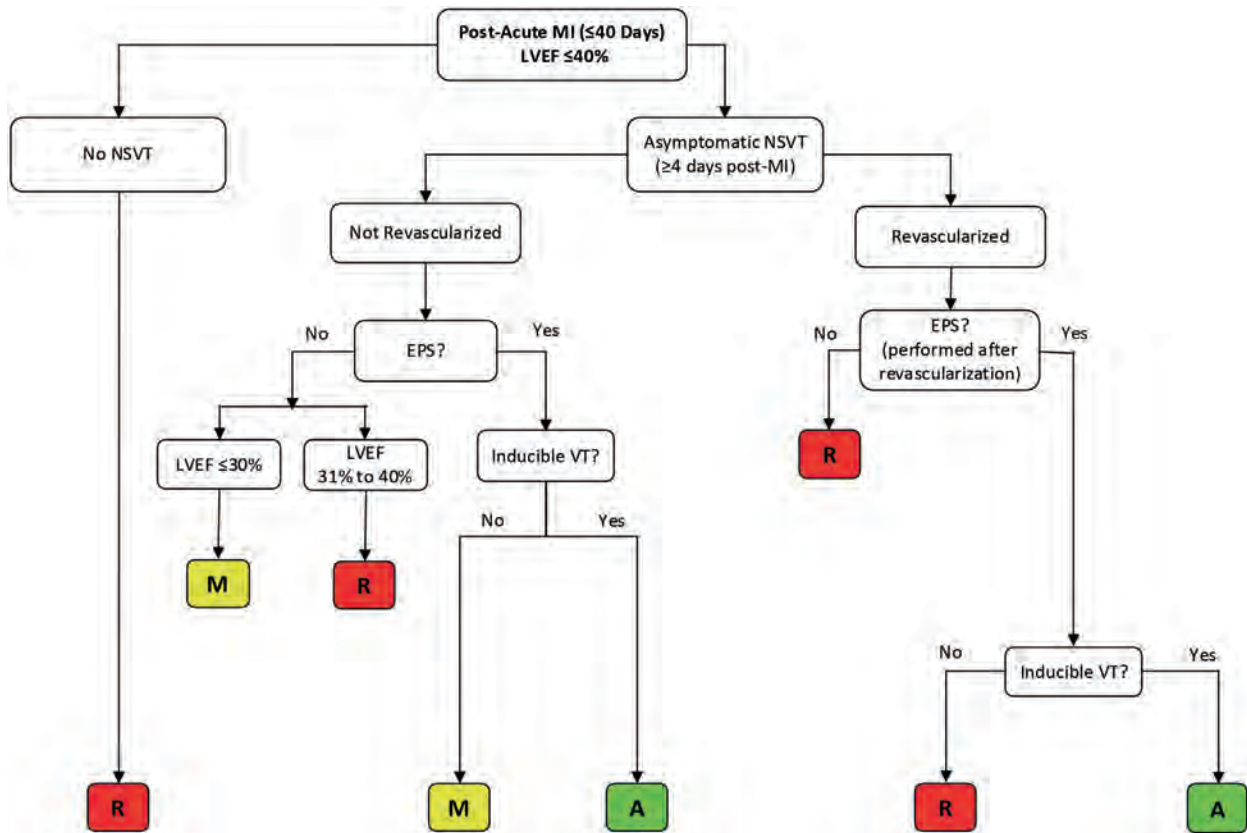 Post-Acute MI (≤40 Days)
LVEF ≤40%
No NSVT
Asymptomatic NSVT
(≥4 days post-MI)
Not Revascularized
Revascularized
No
EPS?
Yes
No
EPS?
(performed after
revascularization)
Yes
LVEF ≤30%
LVEF
31% to 40%
Inducible VT?
R
No
Yes
M
R
No
Inducible VT?
Yes
R
M
A
R
A